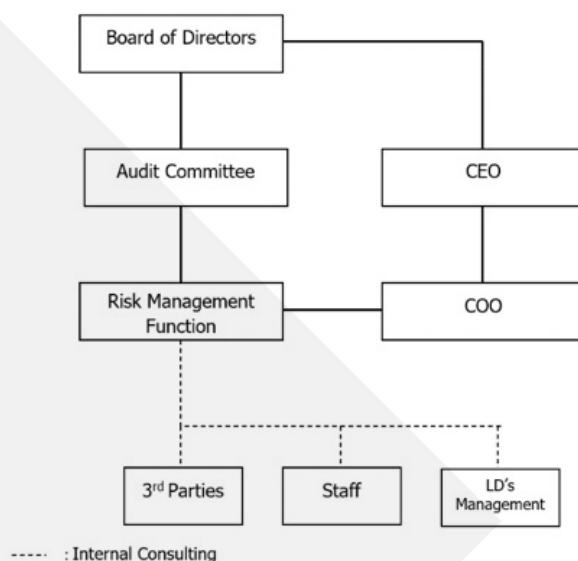 Board of Directors
Audit Committee
CEO
Risk Management
Function
COO
3rd Parties
Staff
LD's
Management
----- : Internal Consulting